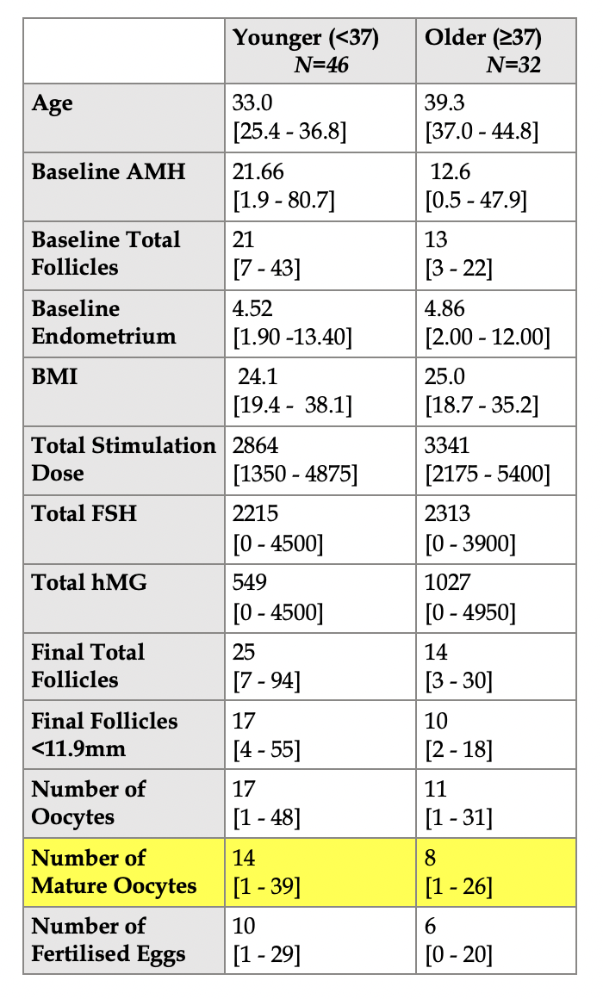 Younger (<37) Older (≥37)
N=46 N=32
Age 33.0 39.3
[25.4 - 36.8] [37.0 - 44.8]
Baseline AMH 21.66 12.6
[1.9 - 80.7] [0.5 - 47.9]
Baseline Total 21 13
Follicles [7 - 43] [3 - 22]
Baseline 4.52 4.86
Endometrium [1.90 -13.40] [2.00 - 12.00]
BMI 24.1 25.0
[19.4 - 38.1] [18.7 - 35.2]
Total Stimulation 2864 3341
Dose [1350 - 4875] [2175 - 5400]
Total FSH 2215 2313
[0 - 4500] [0 - 3900]
Total hMG 549 1027
[0 - 4500] [0 - 4950]
Final Total 25 14
Follicles [7 - 94] [3 - 30]
Final Follicles 17 10
<11.9mm [4 - 55] [2 - 18]
Number of 17 11
Oocytes [1 - 48] [1 - 31]
Number of 14 8
Mature Oocytes [1 - 39] [1 - 26]
Number of 10 6
Fertilised Eggs [1 - 29] [0 - 20]